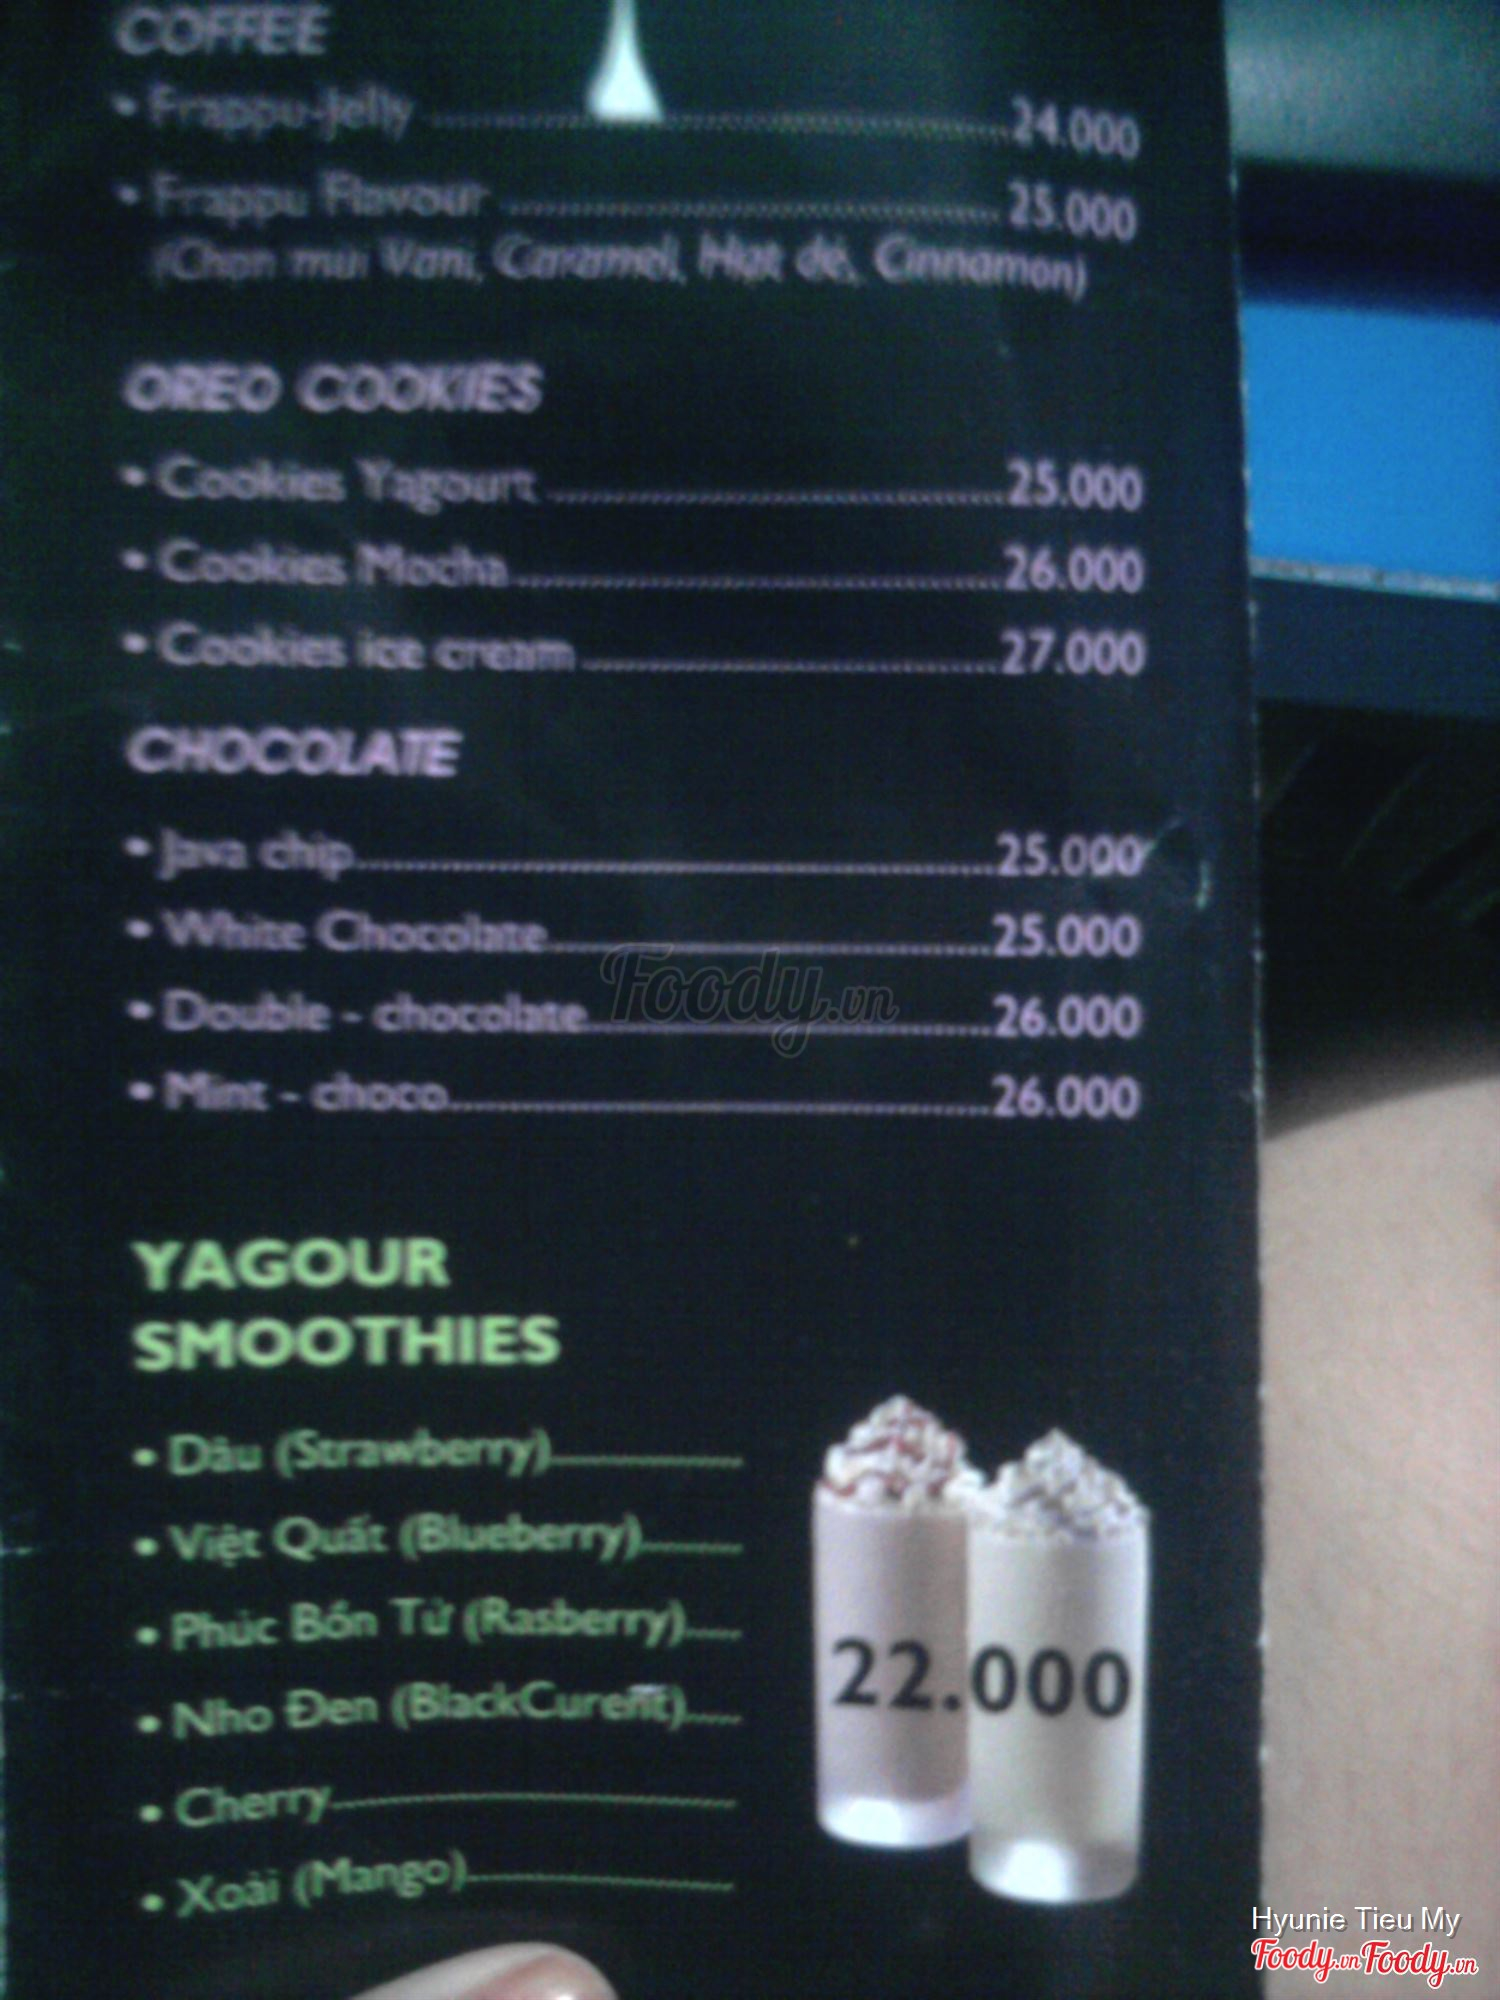 COFFEE
• Frappu-Jelly 24.000
• Frappu Flavour 25.000
(Chọn mùi Vani, Caramel, Hạt dẻ, Cinnamon)
OREO COOKIES
• Cookies Yagourt 25.000
• Cookies Mocha 26.000
• Cookies ice cream 27.000
CHOCOLATE
• Java chip 25.000
• White Chocolate 25.000
• Double - chocolate 26.000
• Mint - choco 26.000
Foody.vn
YAGOUR
SMOOTHIES
• Dâu (Strawberry)
• Việt Quất (Blueberry)
• Phúc Bồn Tử (Rasberry)
• Nho Đen (BlackCurent)
• Cherry
• Xoài (Mango)
22.000
Hyunie Tieu My
Foody.vn Foody.vn